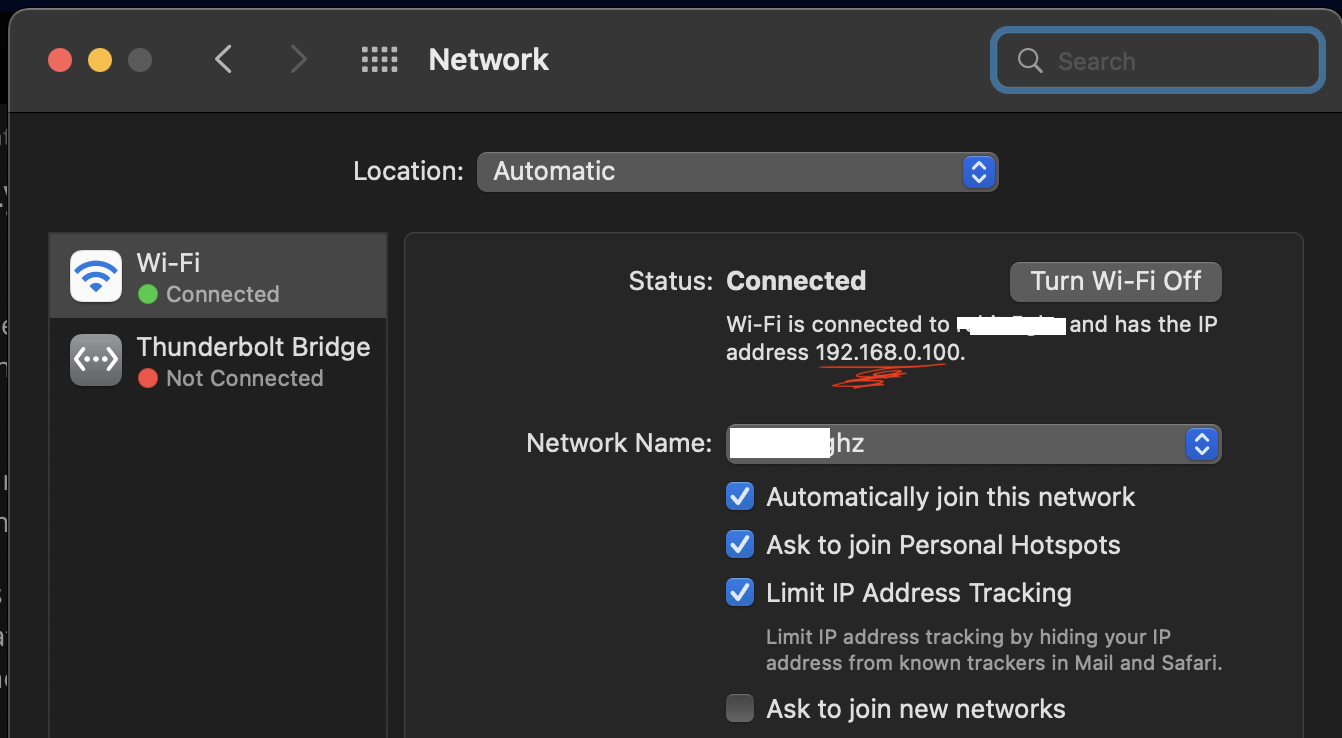 Network
Search
Location: Automatic
Wi-Fi
Connected
Thunderbolt Bridge
Not Connected
Status: Connected
Turn Wi-Fi Off
Wi-Fi is connected to and has the IP
address 192.168.0.100.
Network Name: ghz
Automatically join this network
Ask to join Personal Hotspots
Limit IP Address Tracking
Limit IP address tracking by hiding your IP
address from known trackers in Mail and Safari.
Ask to join new networks